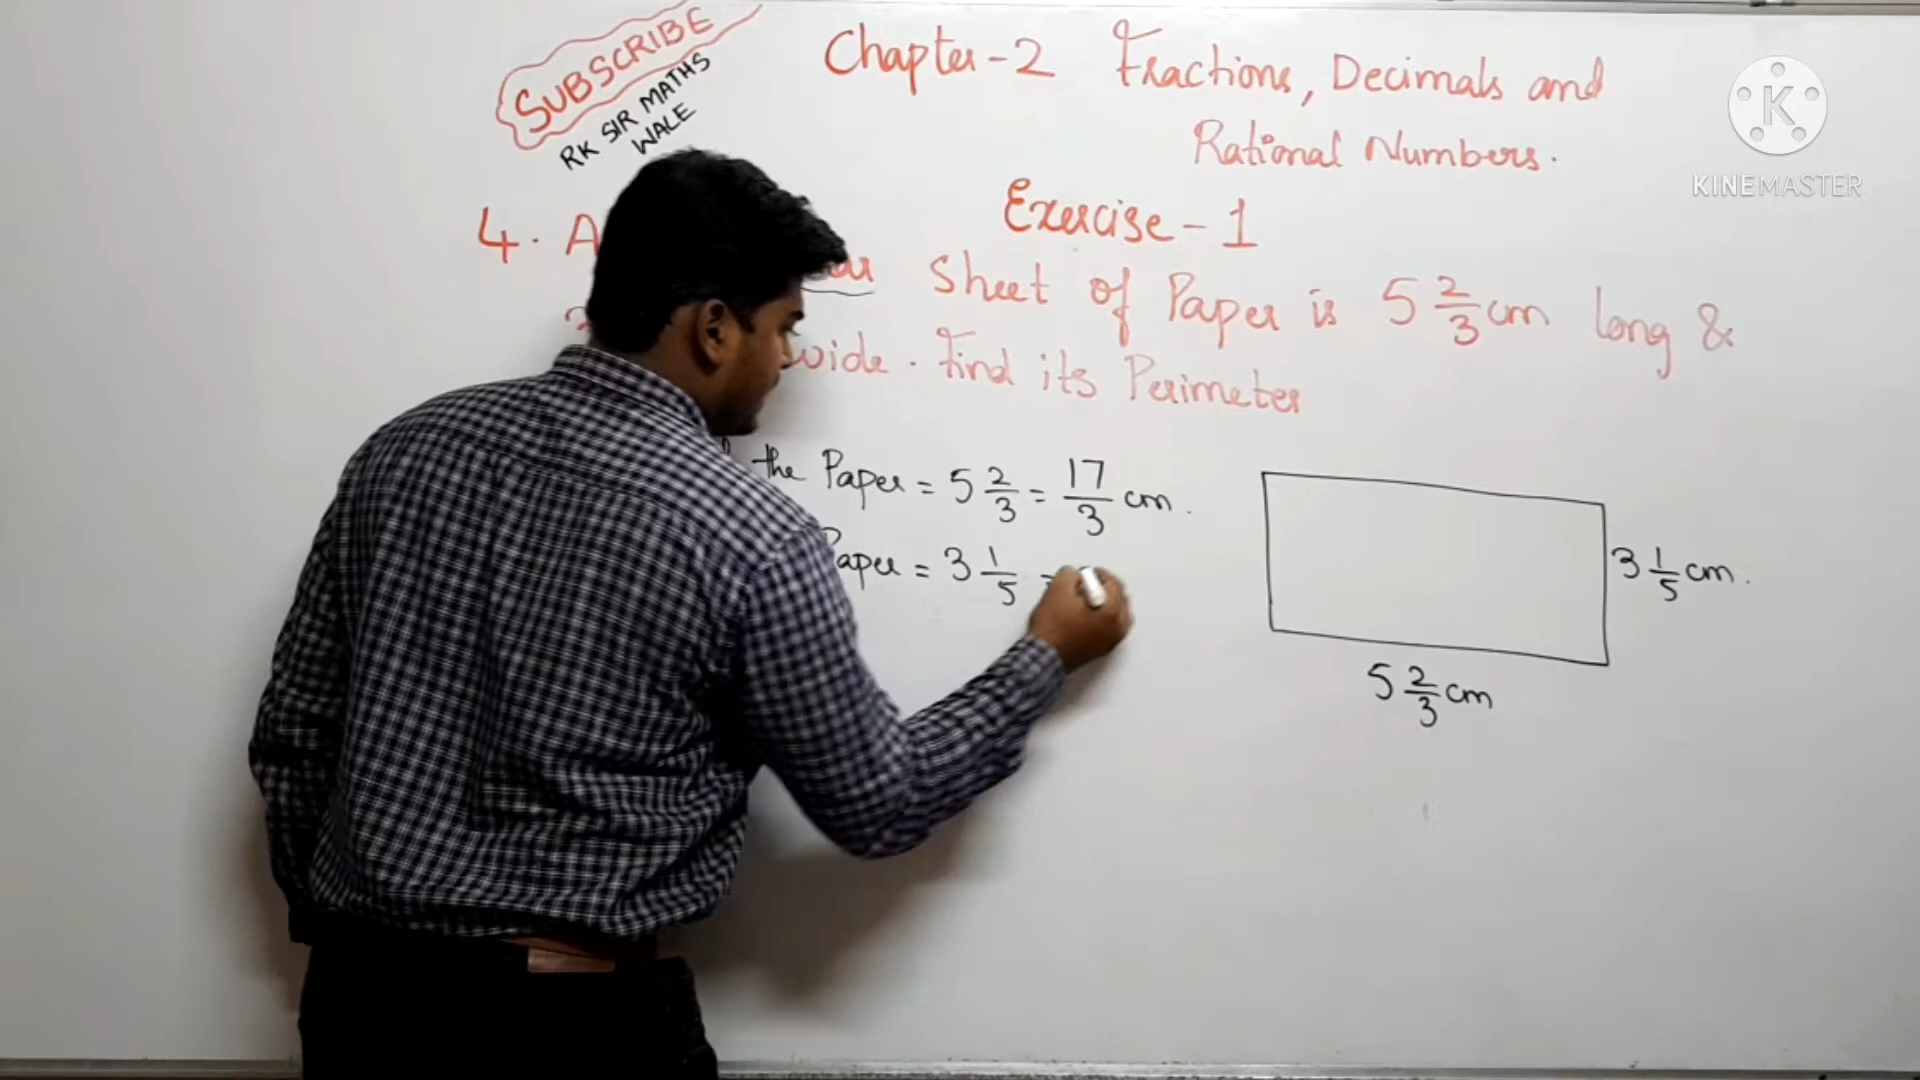 SUBSCRIBE
RK SIR MATHS
WALE
Chapter-2 Fractions, Decimals and
Rational Numbers.
Exercise-1
4. A
Sheet of Paper is 5 2/3 cm long &
wide. Find its Perimeter
the Paper = 5 2/3 = 17/3 cm.
Paper = 3 1/5
3 1/5 cm.
5 2/3 cm
K
KINEMASTER